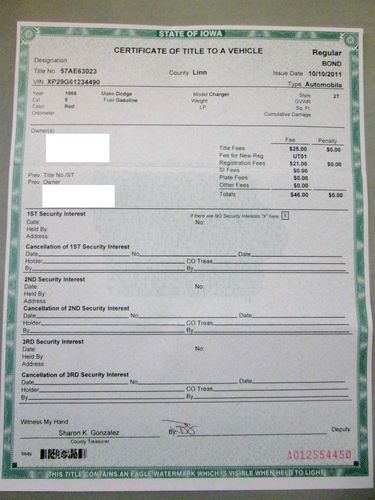 STATE OF IOWA
CERTIFICATE OF TITLE TO A VEHICLE
Regular
BOND
Designation
Title No 57AE63023
County Linn
Issue Date 10/10/2011
VIN XP29G61234490
Type Automobile
Year 1966 Make Dodge Model Charger Style 2T
Cyl 8 Fuel Gasoline Weight GVWR
Color Red LP Sq. Ft.
Odometer Cumulative Damage
Owner(s)
Fee Penalty
Title Fees $25.00 $0.00
Fee for New Reg UT01
Registration Fees $21.00 $0.00
SI Fees $0.00
Plate Fees $0.00
Other Fees $0.00
Totals $46.00 $0.00
Prev. Title No./ST
Prev. Owner
1ST Security Interest
If there are NO Security Interests "X" here X
Date: No:
Held By:
Address:
Cancellation of 1ST Security Interest
Date No Date
Holder CO Treas
By By
2ND Security Interest
Date: No:
Held By:
Address:
Cancellation of 2ND Security Interest
Date No Date
Holder CO Treas
By By
3RD Security Interest
Date: No:
Held By:
Address:
Cancellation of 3RD Security Interest
Date No Date
Holder CO Treas
By By
Witness My Hand
Sharon K. Gonzalez By Deputy
County Treasurer
A012554450
THIS TITLE CONTAINS AN EAGLE WATERMARK WHICH IS VISIBLE WHEN HELD TO LIGHT